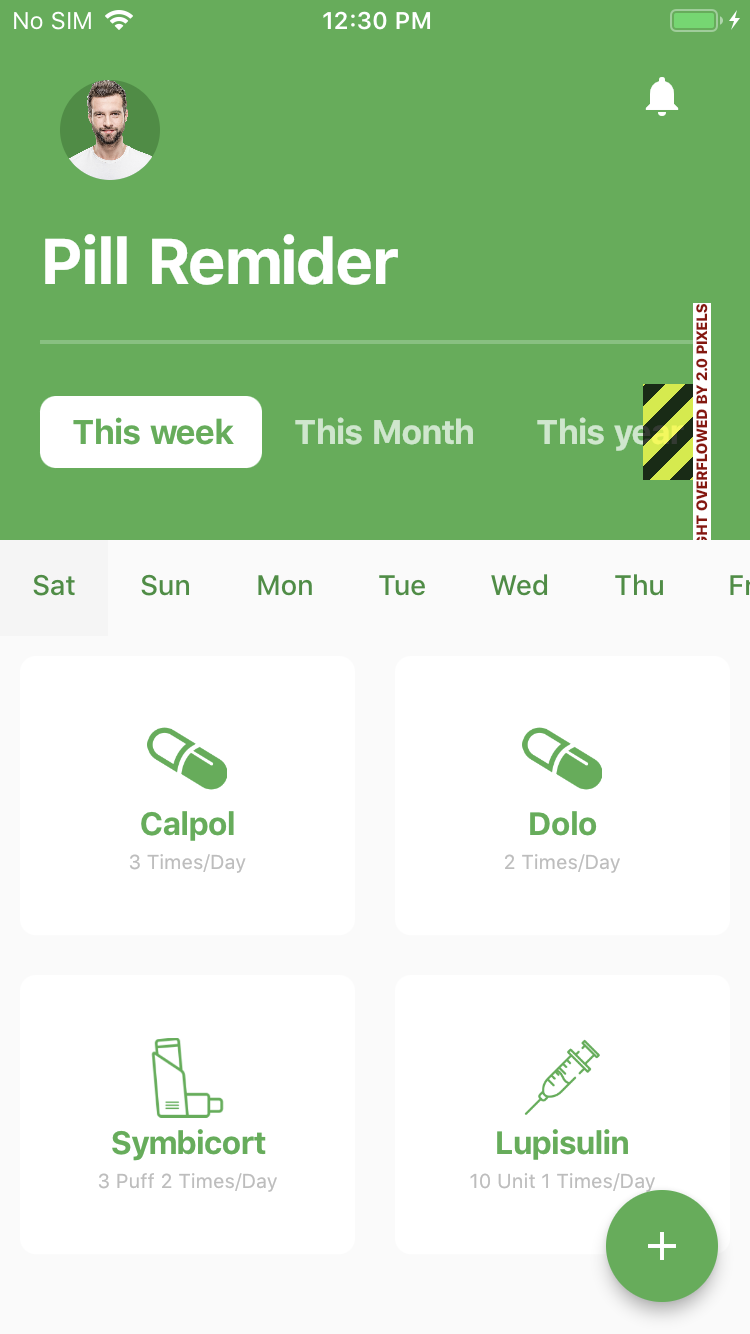 No SIM 12:30 PM
Pill Remider
This week This Month This year
GHT OVERFLOWED BY 2.0 PIXELS
Sat Sun Mon Tue Wed Thu Fr
Calpol Dolo
3 Times/Day 2 Times/Day
Symbicort Lupisulin
3 Puff 2 Times/Day 10 Unit 1 Times/Day